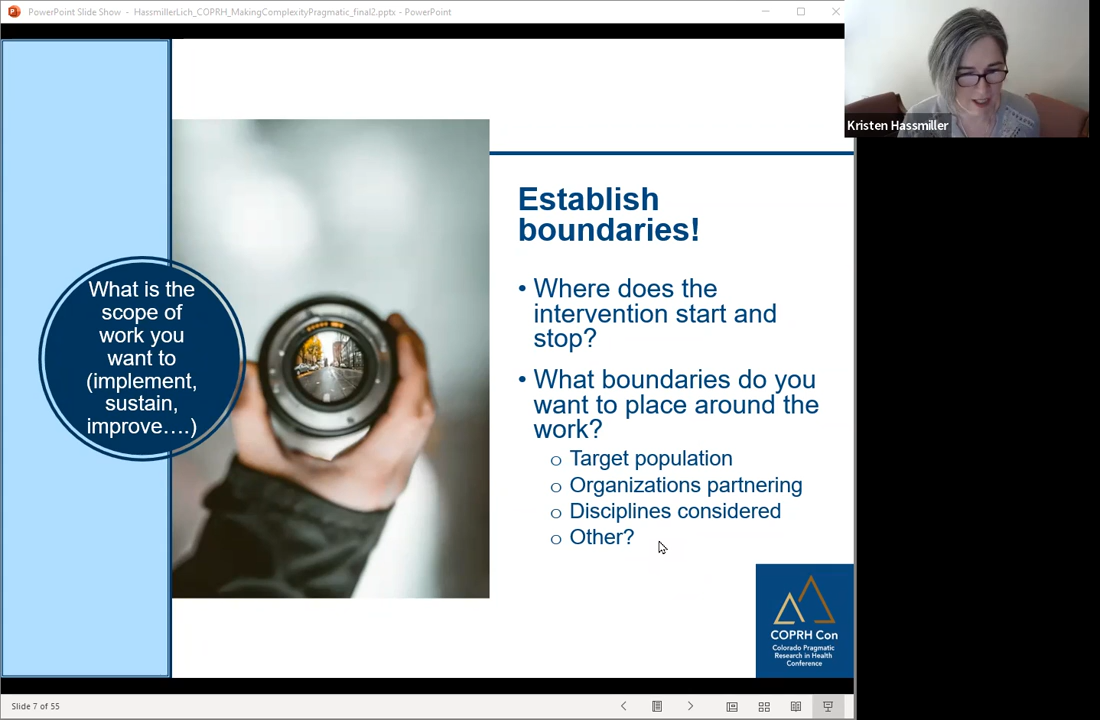 PowerPoint Slide Show - HassmillerLich_COPRH_MakingComplexityPragmatic_final2.pptx - PowerPoint
Kristen Hassmiller
What is the
scope of
work you
want to
(implement,
sustain,
improve….)
Establish
boundaries!
• Where does the
intervention start and
stop?
• What boundaries do you
want to place around the
work?
o Target population
o Organizations partnering
o Disciplines considered
o Other?
COPRH Con
Colorado Pragmatic
Research in Health
Conference
Slide 7 of 55